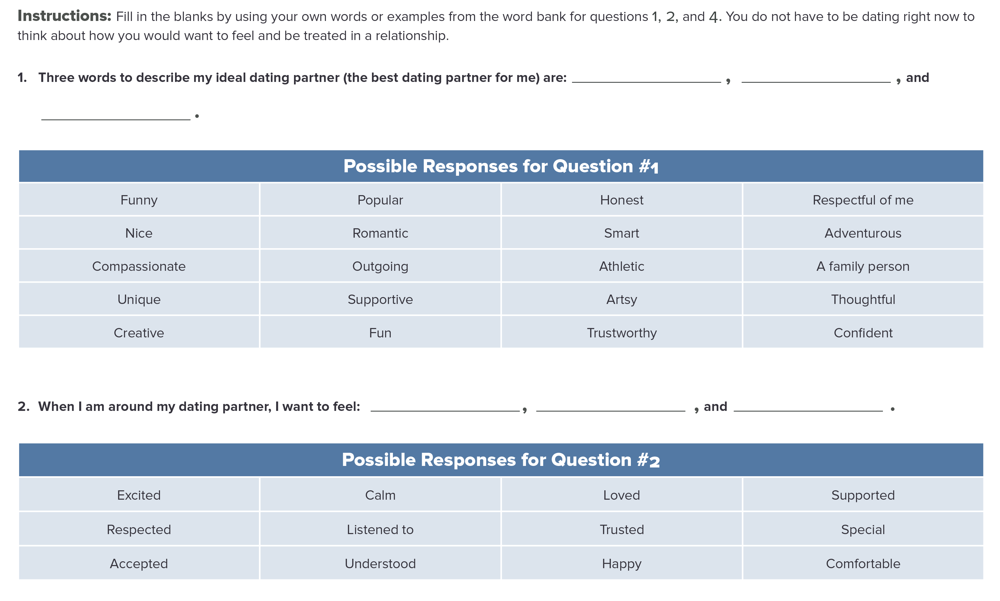 Instructions: Fill in the blanks by using your own words or examples from the word bank for questions 1, 2, and 4. You do not have to be dating right now to
think about how you would want to feel and be treated in a relationship.
1. Three words to describe my ideal dating partner (the best dating partner for me) are: ____________ , ____________ , and
____________ .
Possible Responses for Question #1
Funny Popular Honest Respectful of me
Nice Romantic Smart Adventurous
Compassionate Outgoing Athletic A family person
Unique Supportive Artsy Thoughtful
Creative Fun Trustworthy Confident
2. When I am around my dating partner, I want to feel: ____________ , ____________ , and ____________ .
Possible Responses for Question #2
Excited Calm Loved Supported
Respected Listened to Trusted Special
Accepted Understood Happy Comfortable